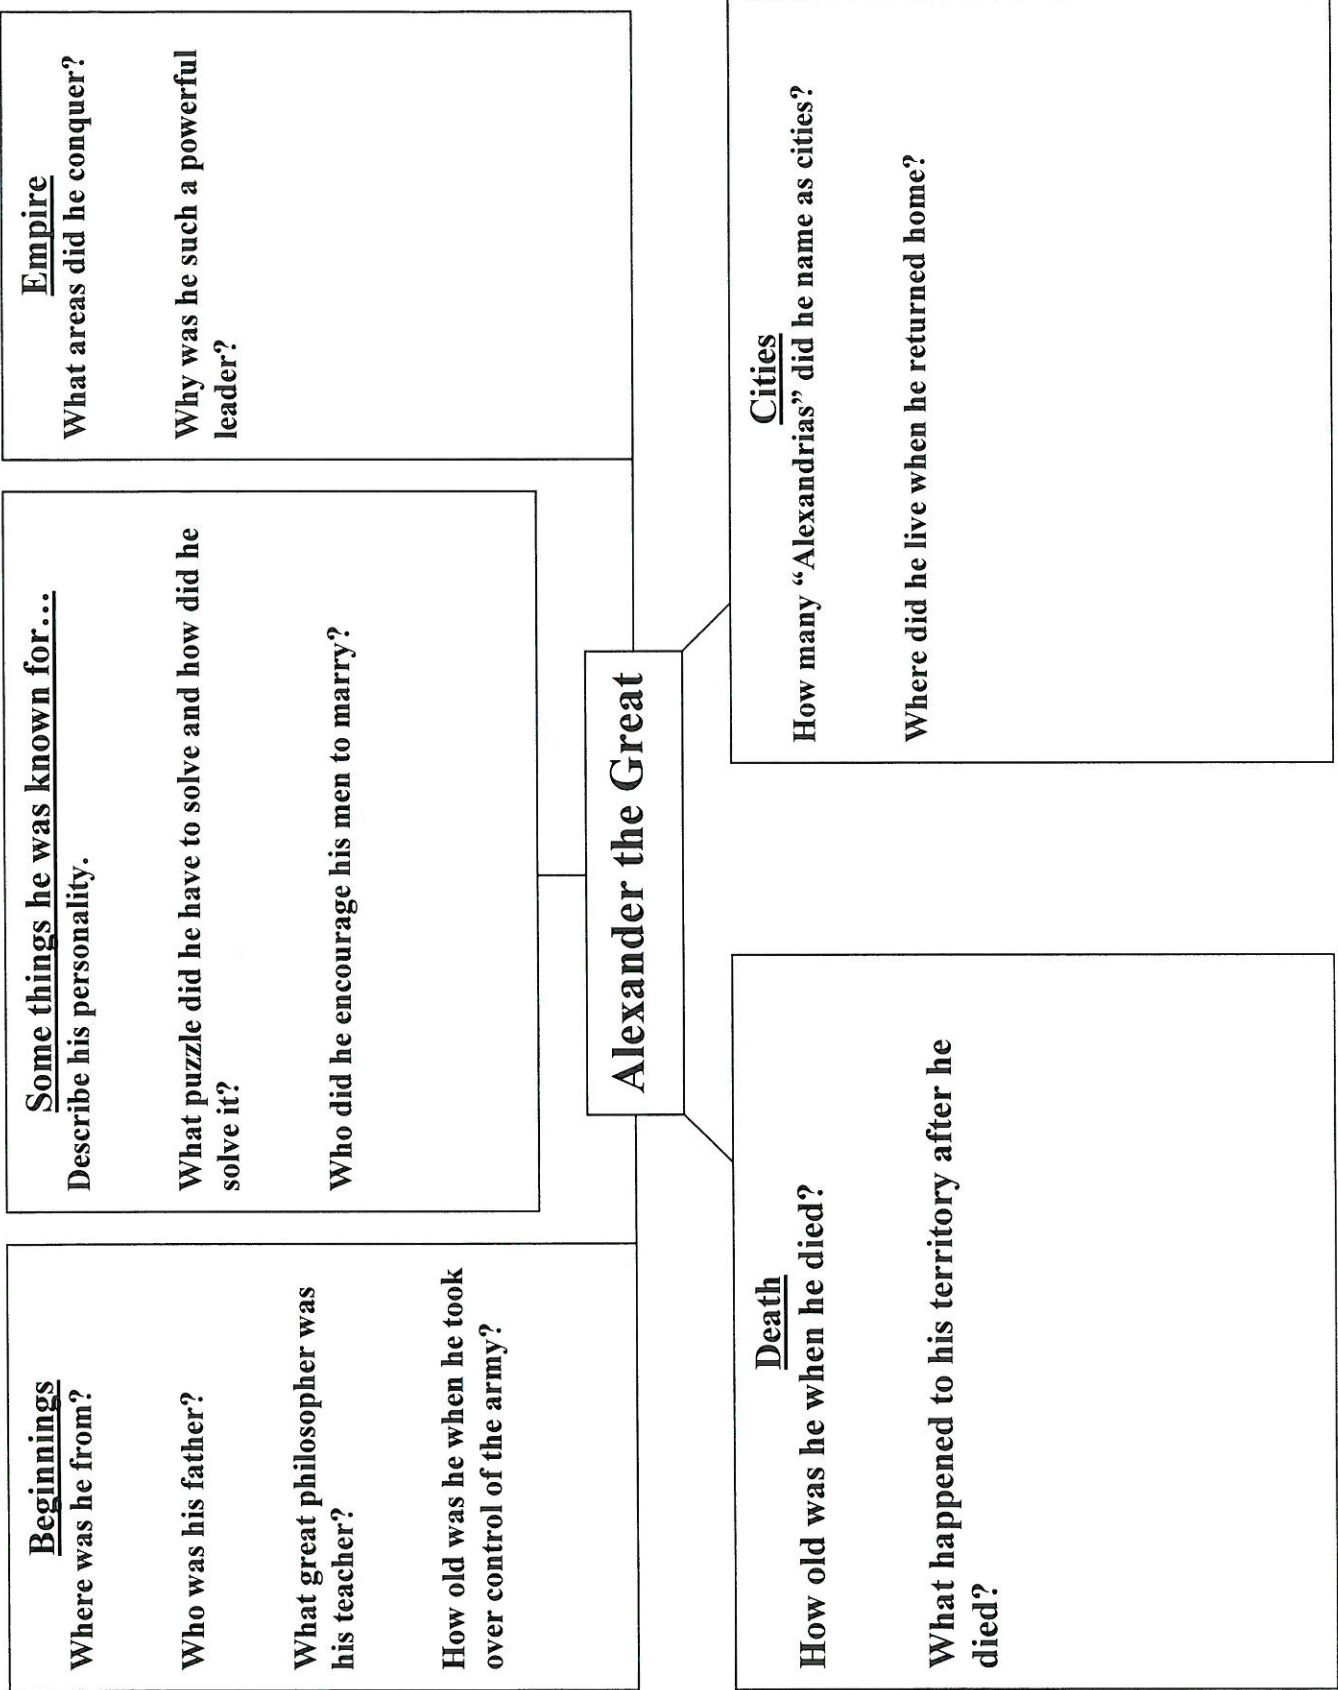 Beginnings
Where was he from?
Who was his father?
What great philosopher was
his teacher?
How old was he when he took
over control of the army?
Some things he was known for…
Describe his personality.
What puzzle did he have to solve and how did he
solve it?
Who did he encourage his men to marry?
Empire
What areas did he conquer?
Why was he such a powerful
leader?
Alexander the Great
Death
How old was he when he died?
What happened to his territory after he
died?
Cities
How many “Alexandrias” did he name as cities?
Where did he live when he returned home?